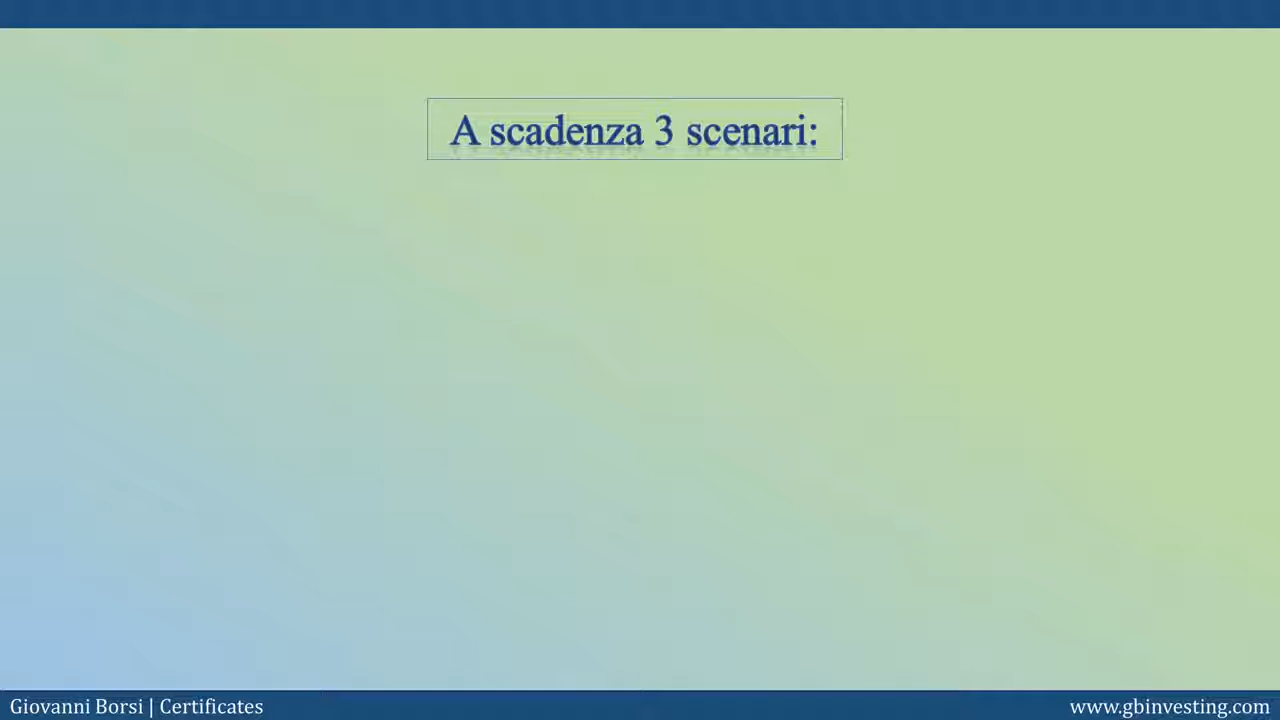 A scadenza 3 scenari:
Giovanni Borsi | Certificates
www.gbinvesting.com